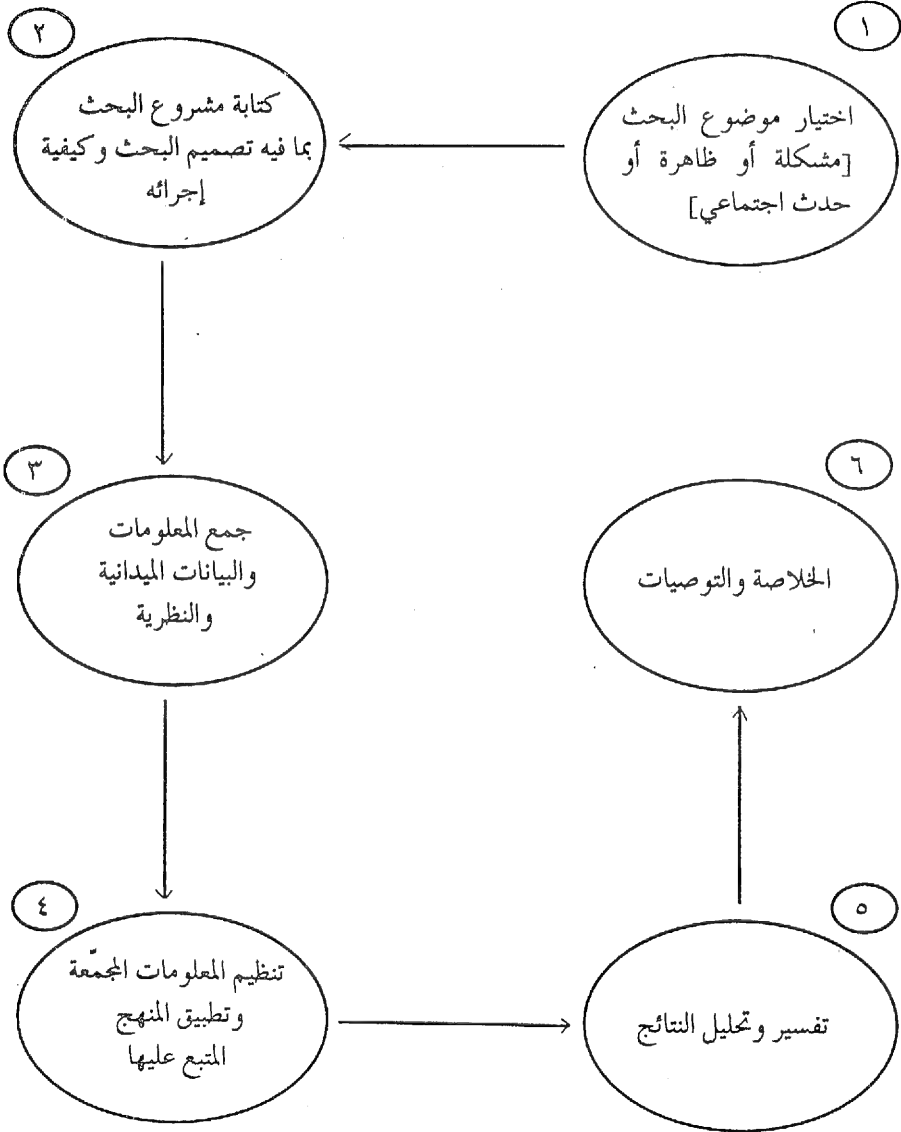 ١
اختيار موضوع البحث
[مشكلة أو ظاهرة أو
حدث اجتماعي]
٢
كتابة مشروع البحث
بما فيه تصميم البحث وكيفية
إجرائه
٣
جمع المعلومات
والبيانات الميدانية
والنظرية
٤
تنظيم المعلومات المجمّعة
وتطبيق المنهج
المتبع عليها
٥
تفسير وتحليل النتائج
٦
الخلاصة والتوصيات